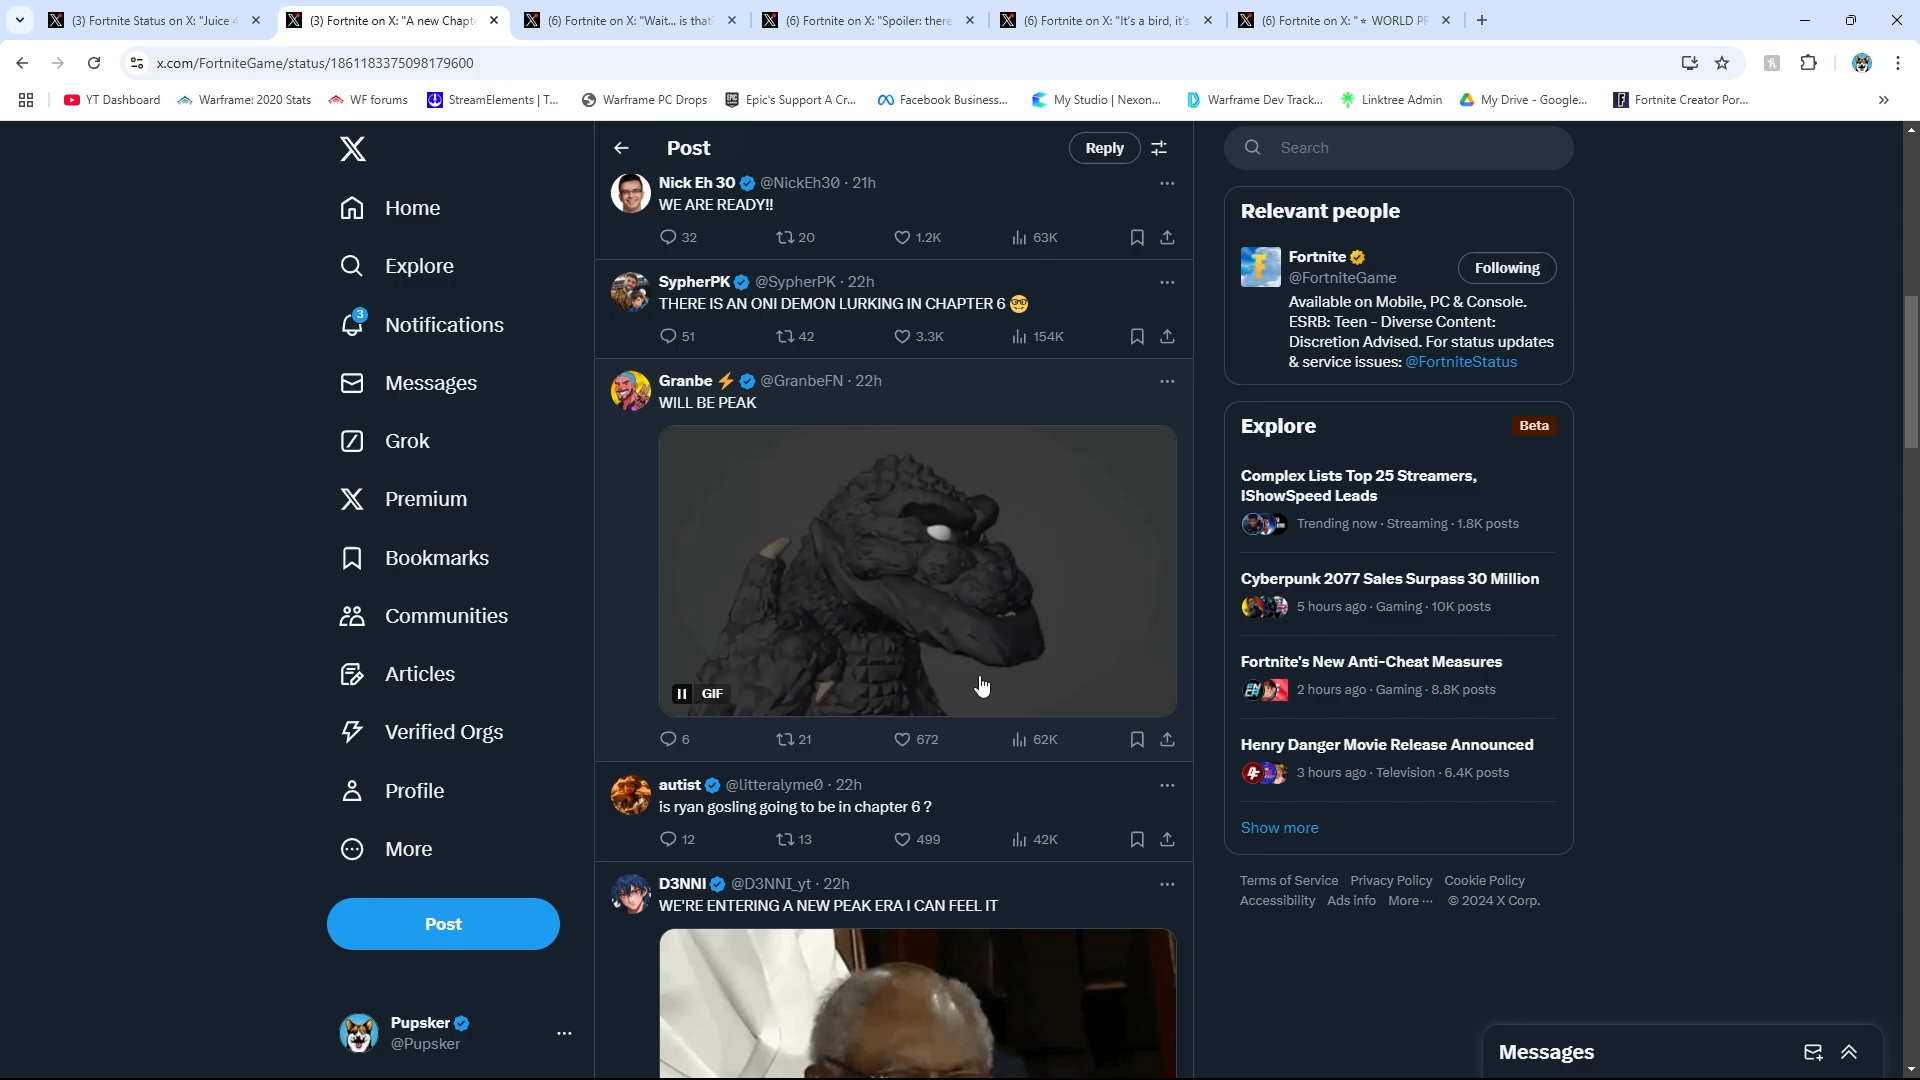 (3) Fortnite Status on X: "Juice 4
(3) Fortnite on X: "A new Chapt
(6) Fortnite on X: "Wait... is that
(6) Fortnite on X: "Spoiler: there
(6) Fortnite on X: "It's a bird, it's
(6) Fortnite on X: "⭐ WORLD PR
x.com/FortniteGame/status/1861183375098179600
YT Dashboard
Warframe: 2020 Stats
WF forums
StreamElements | T...
Warframe PC Drops
Epic's Support A Cr...
Facebook Business...
My Studio | Nexon...
Warframe Dev Track...
Linktree Admin
My Drive - Google...
Fortnite Creator Por...
Home
Explore
3
Notifications
Messages
Grok
Premium
Bookmarks
Communities
Articles
Verified Orgs
Profile
More
Post
Pupsker
@Pupsker
Post
Reply
Nick Eh 30 @NickEh30 · 21h
WE ARE READY!!
32 20 1.2K 63K
SypherPK @SypherPK · 22h
THERE IS AN ONI DEMON LURKING IN CHAPTER 6 🤓
51 42 3.3K 154K
Granbe ⚡ @GranbeFN · 22h
WILL BE PEAK
GIF
6 21 672 62K
autist @litteralyme0 · 22h
is ryan gosling going to be in chapter 6 ?
12 13 499 42K
D3NNI @D3NNI_yt · 22h
WE'RE ENTERING A NEW PEAK ERA I CAN FEEL IT
Search
Relevant people
Fortnite
@FortniteGame
Following
Available on Mobile, PC & Console.
ESRB: Teen - Diverse Content:
Discretion Advised. For status updates
& service issues: @FortniteStatus
Explore
Beta
Complex Lists Top 25 Streamers,
IShowSpeed Leads
Trending now · Streaming · 1.8K posts
Cyberpunk 2077 Sales Surpass 30 Million
5 hours ago · Gaming · 10K posts
Fortnite's New Anti-Cheat Measures
2 hours ago · Gaming · 8.8K posts
Henry Danger Movie Release Announced
3 hours ago · Television · 6.4K posts
Show more
Terms of Service Privacy Policy Cookie Policy
Accessibility Ads info More ··· © 2024 X Corp.
Messages